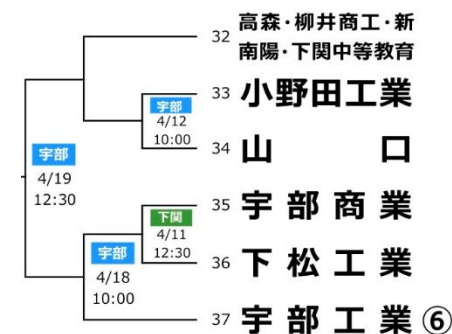 32 高森・柳井商工・新
南陽・下関中等教育
33 小野田工業
宇部
4/12
10:00
34 山口
宇部
4/19
12:30
35 宇部商業
下関
4/11
12:30
36 下松工業
宇部
4/18
10:00
37 宇部工業 ⑥